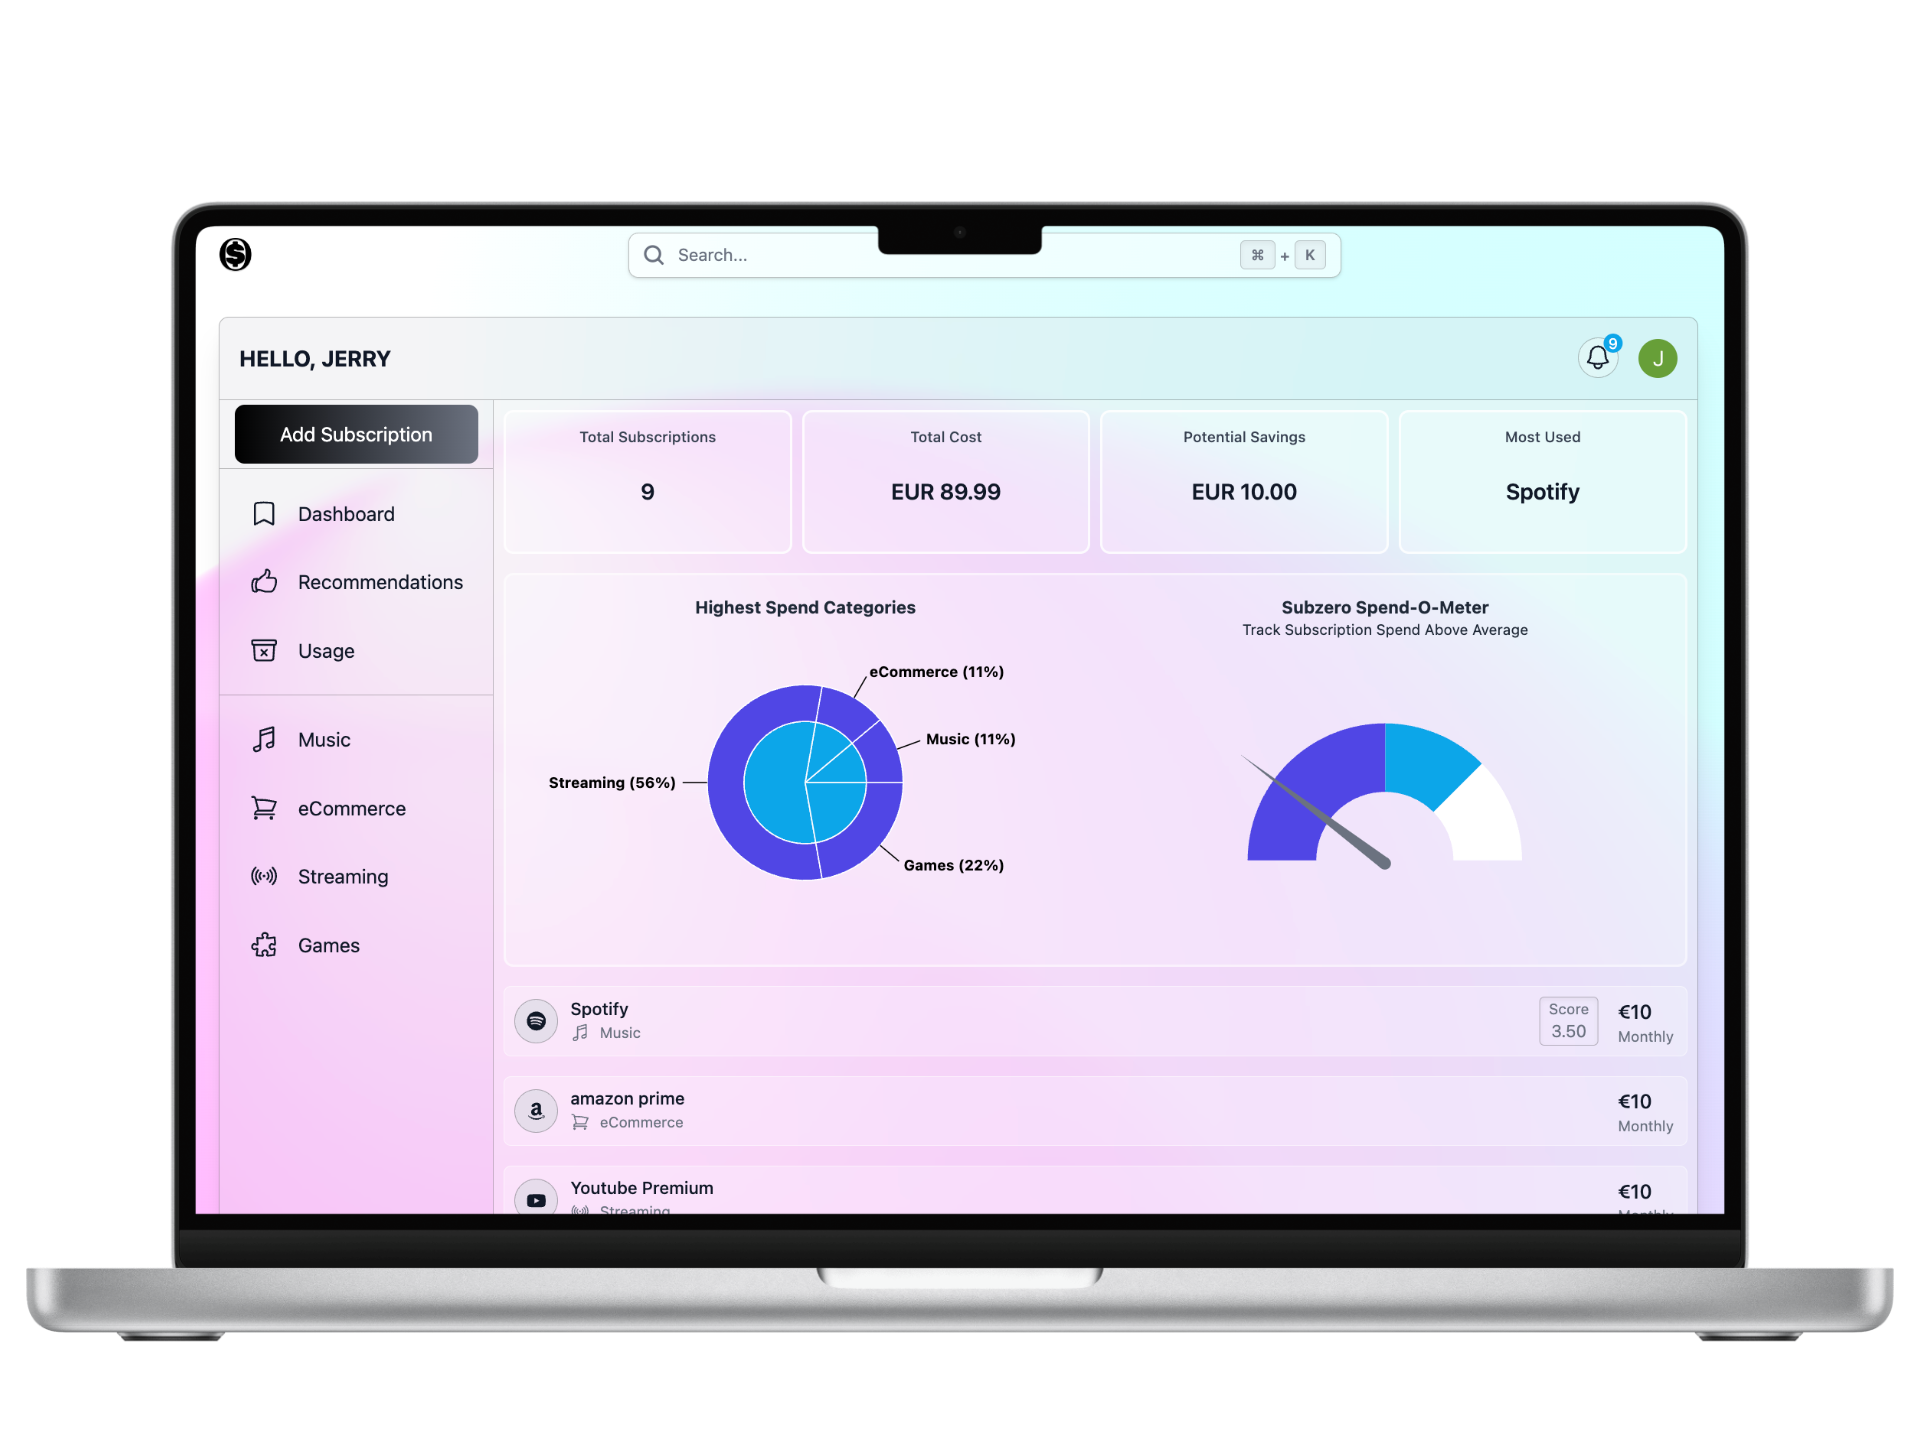 Search...
⌘ + K
HELLO, JERRY
9
J
Add Subscription
Dashboard
Recommendations
Usage
Music
eCommerce
Streaming
Games
Total Subscriptions
9
Total Cost
EUR 89.99
Potential Savings
EUR 10.00
Most Used
Spotify
Highest Spend Categories
eCommerce (11%)
Music (11%)
Streaming (56%)
Games (22%)
Subzero Spend-O-Meter
Track Subscription Spend Above Average
Spotify
Music
Score
3.50
€10
Monthly
amazon prime
eCommerce
€10
Monthly
Youtube Premium
Streaming
€10
Monthly